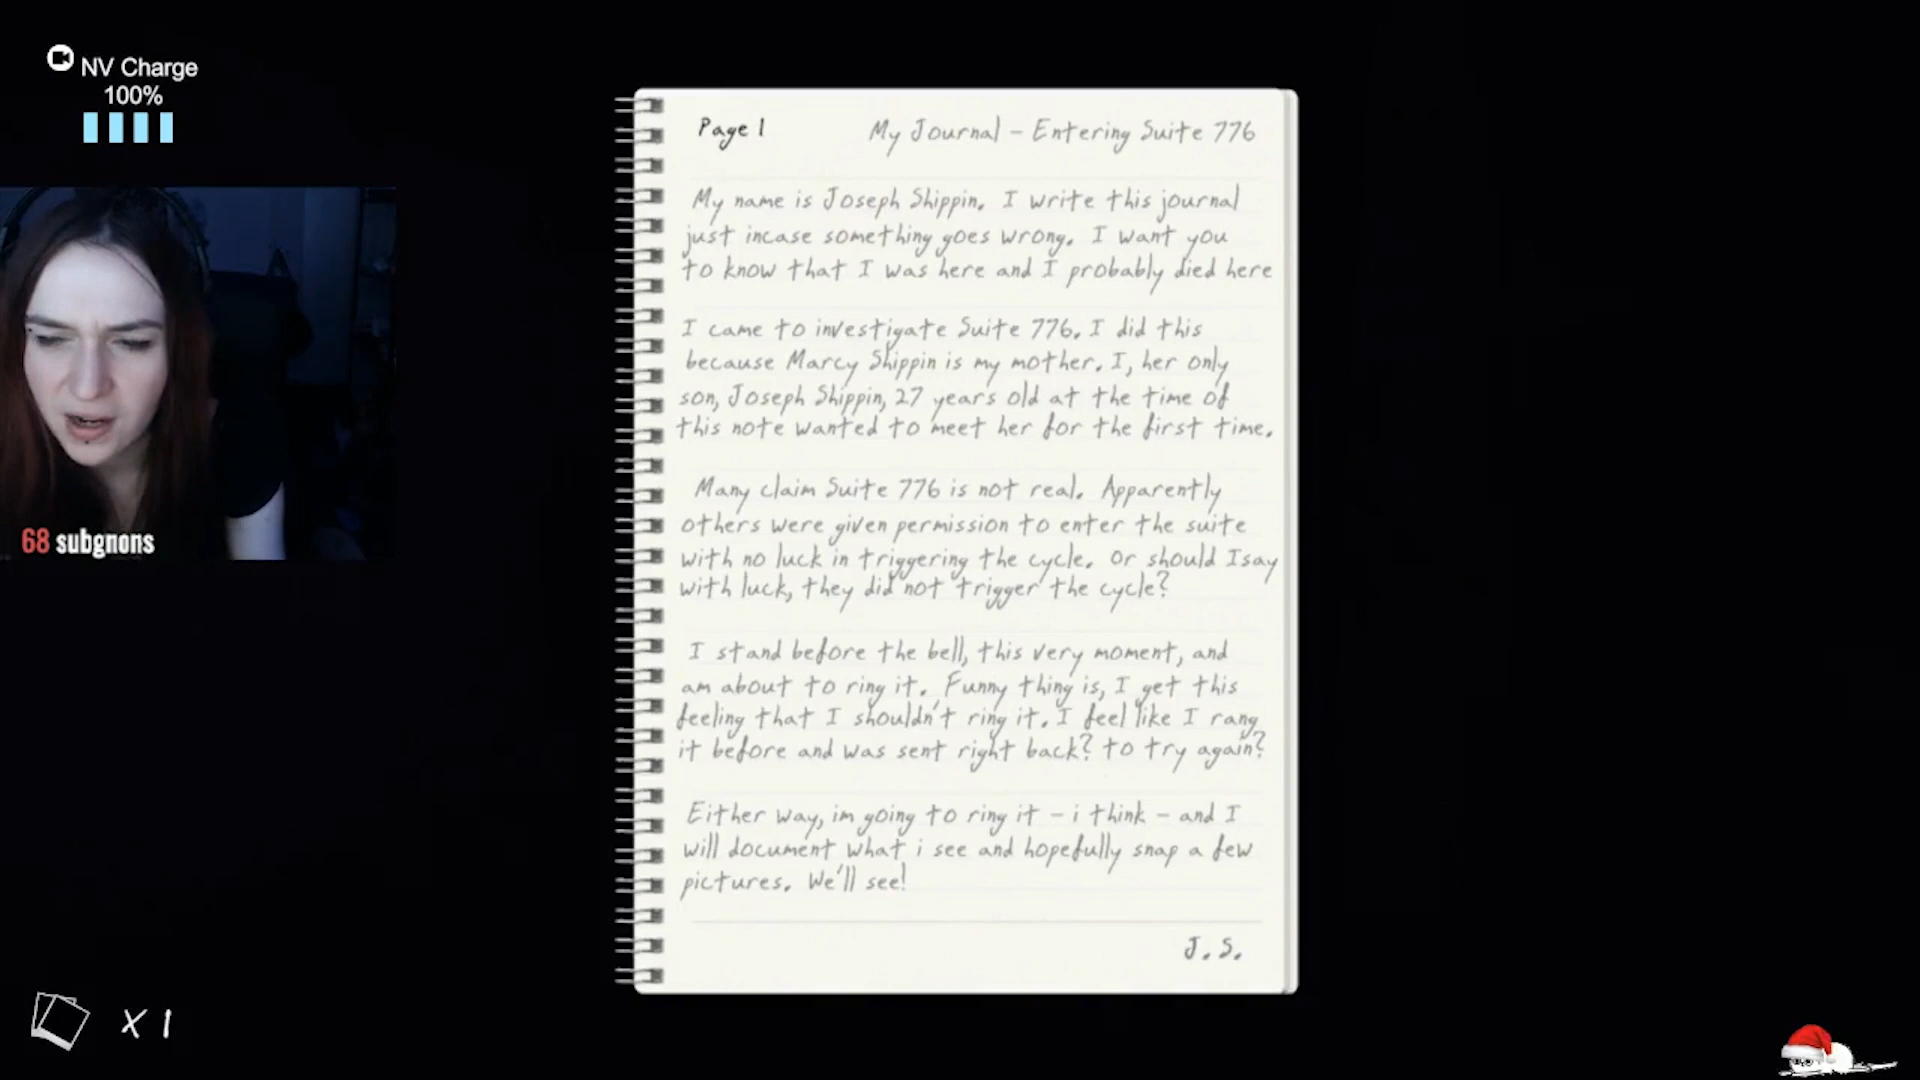 NV Charge
100%
68 subgnons
Page 1
My Journal - Entering Suite 776
My name is Joseph Shippin. I write this journal
just incase something goes wrong. I want you
to know that I was here and I probably died here
I came to investigate Suite 776. I did this
because Marcy Shippin is my mother. I, her only
son, Joseph Shippin, 27 years old at the time of
this note wanted to meet her for the first time.
Many claim Suite 776 is not real. Apparently
others were given permission to enter the suite
with no luck in triggering the cycle. Or should I say
with luck, they did not trigger the cycle?
I stand before the bell, this very moment, and
am about to ring it. Funny thing is, I get this
feeling that I shouldn't ring it. I feel like I rang
it before and was sent right back? to try again?
Either way, im going to ring it - i think - and I
will document what i see and hopefully snap a few
pictures. We'll see!
J.S.
X 1